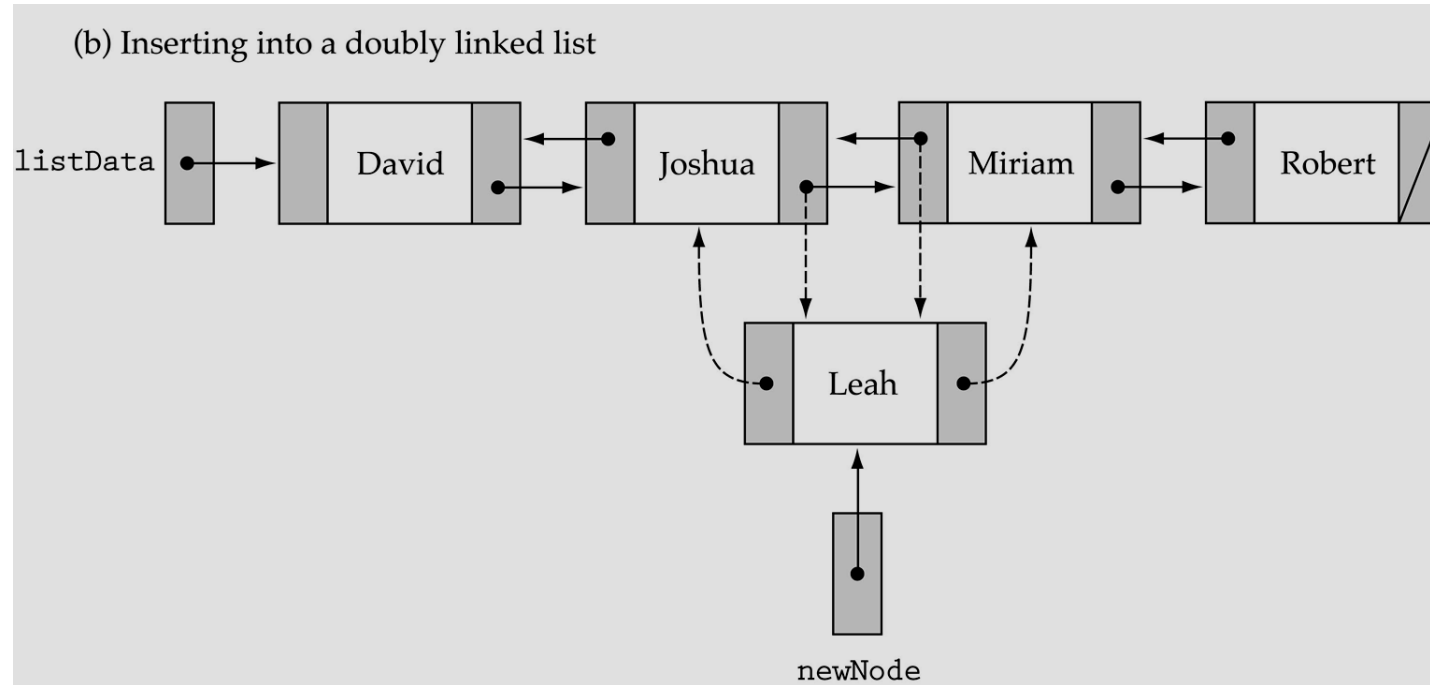 (b) Inserting into a doubly linked list
listData
David
Joshua
Miriam
Robert
Leah
newNode